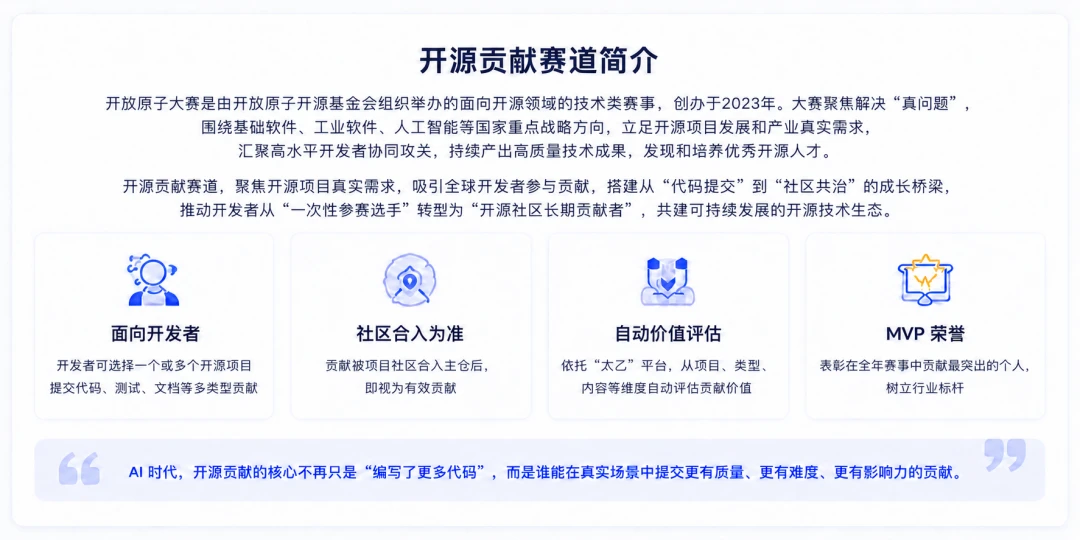 开源贡献赛道简介
开放原子大赛是由开放原子开源基金会组织举办的面向开源领域的技术类赛事，创办于2023年。大赛聚焦解决“真问题”，
围绕基础软件、工业软件、人工智能等国家重点战略方向，立足开源项目发展和产业真实需求，
汇聚高水平开发者协同攻关，持续产出高质量技术成果，发现和培养优秀开源人才。
开源贡献赛道，聚焦开源项目真实需求，吸引全球开发者参与贡献，搭建从“代码提交”到“社区共治”的成长桥梁，
推动开发者从“一次性参赛选手”转型为“开源社区长期贡献者”，共建可持续发展的开源技术生态。
面向开发者
开发者可选择一个或多个开源项目
提交代码、测试、文档等多类型贡献
社区合入为准
贡献被项目社区合入主仓后，
即视为有效贡献
自动价值评估
依托“太乙”平台，从项目、类型、
内容等维度自动评估贡献价值
MVP 荣誉
表彰在全年赛事中贡献最突出的个人，
树立行业标杆
AI 时代，开源贡献的核心不再只是“编写了更多代码”，而是谁能在真实场景中提交更有质量、更有难度、更有影响力的贡献。